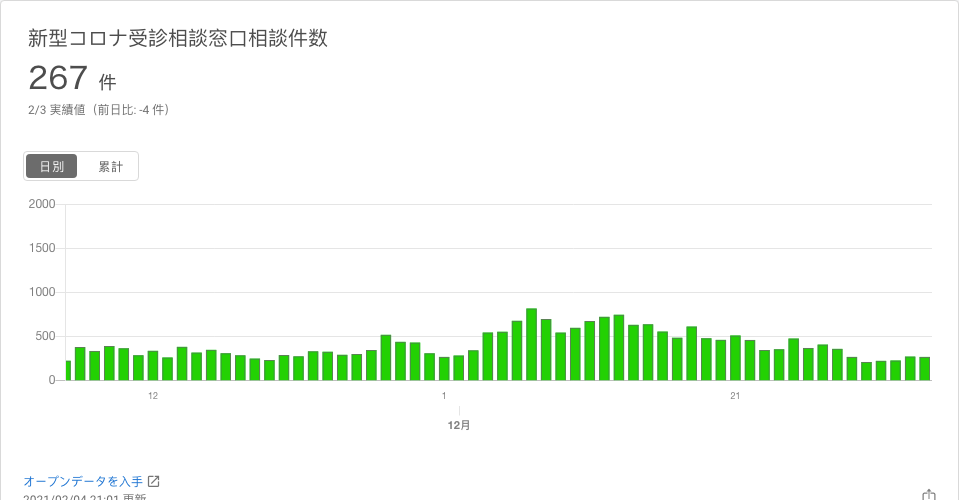 新型コロナ受診相談窓口相談件数
267 件
2/3 実績値（前日比: -4 件）
日別 累計
2000
1500
1000
500
0
12 1 21
12月
オープンデータを入手
2021/02/04 21:01 更新